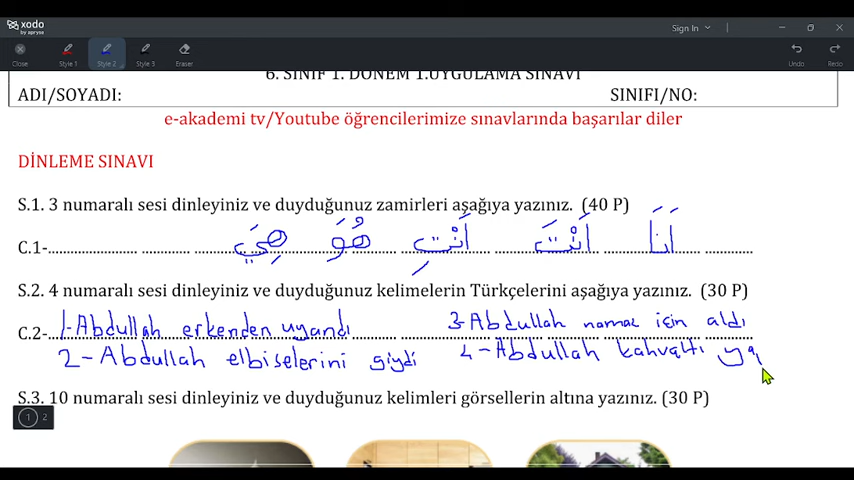 xodo
by apryse
Sign In
Close
Style 1
Style 2
Style 3
Eraser
Undo
Redo
6. SINIF 1. DÖNEM 1.UYGULAMA SINAVI
ADI/SOYADI: SINIFI/NO:
e-akademi tv/Youtube öğrencilerimize sınavlarında başarılar diler
DİNLEME SINAVI
S.1. 3 numaralı sesi dinleyiniz ve duyduğunuz zamirleri aşağıya yazınız. (40 P)
C.1- أَنَا أَنْتَ أَنْتِ هُوَ هِيَ
S.2. 4 numaralı sesi dinleyiniz ve duyduğunuz kelimelerin Türkçelerini aşağıya yazınız. (30 P)
C.2- 1-Abdullah erkenden uyandı 3-Abdullah namaz için aldı
2-Abdullah elbiselerini giydi 4-Abdullah kahvaltı
S.3. 10 numaralı sesi dinleyiniz ve duyduğunuz kelimleri görsellerin altına yazınız. (30 P)
1 2